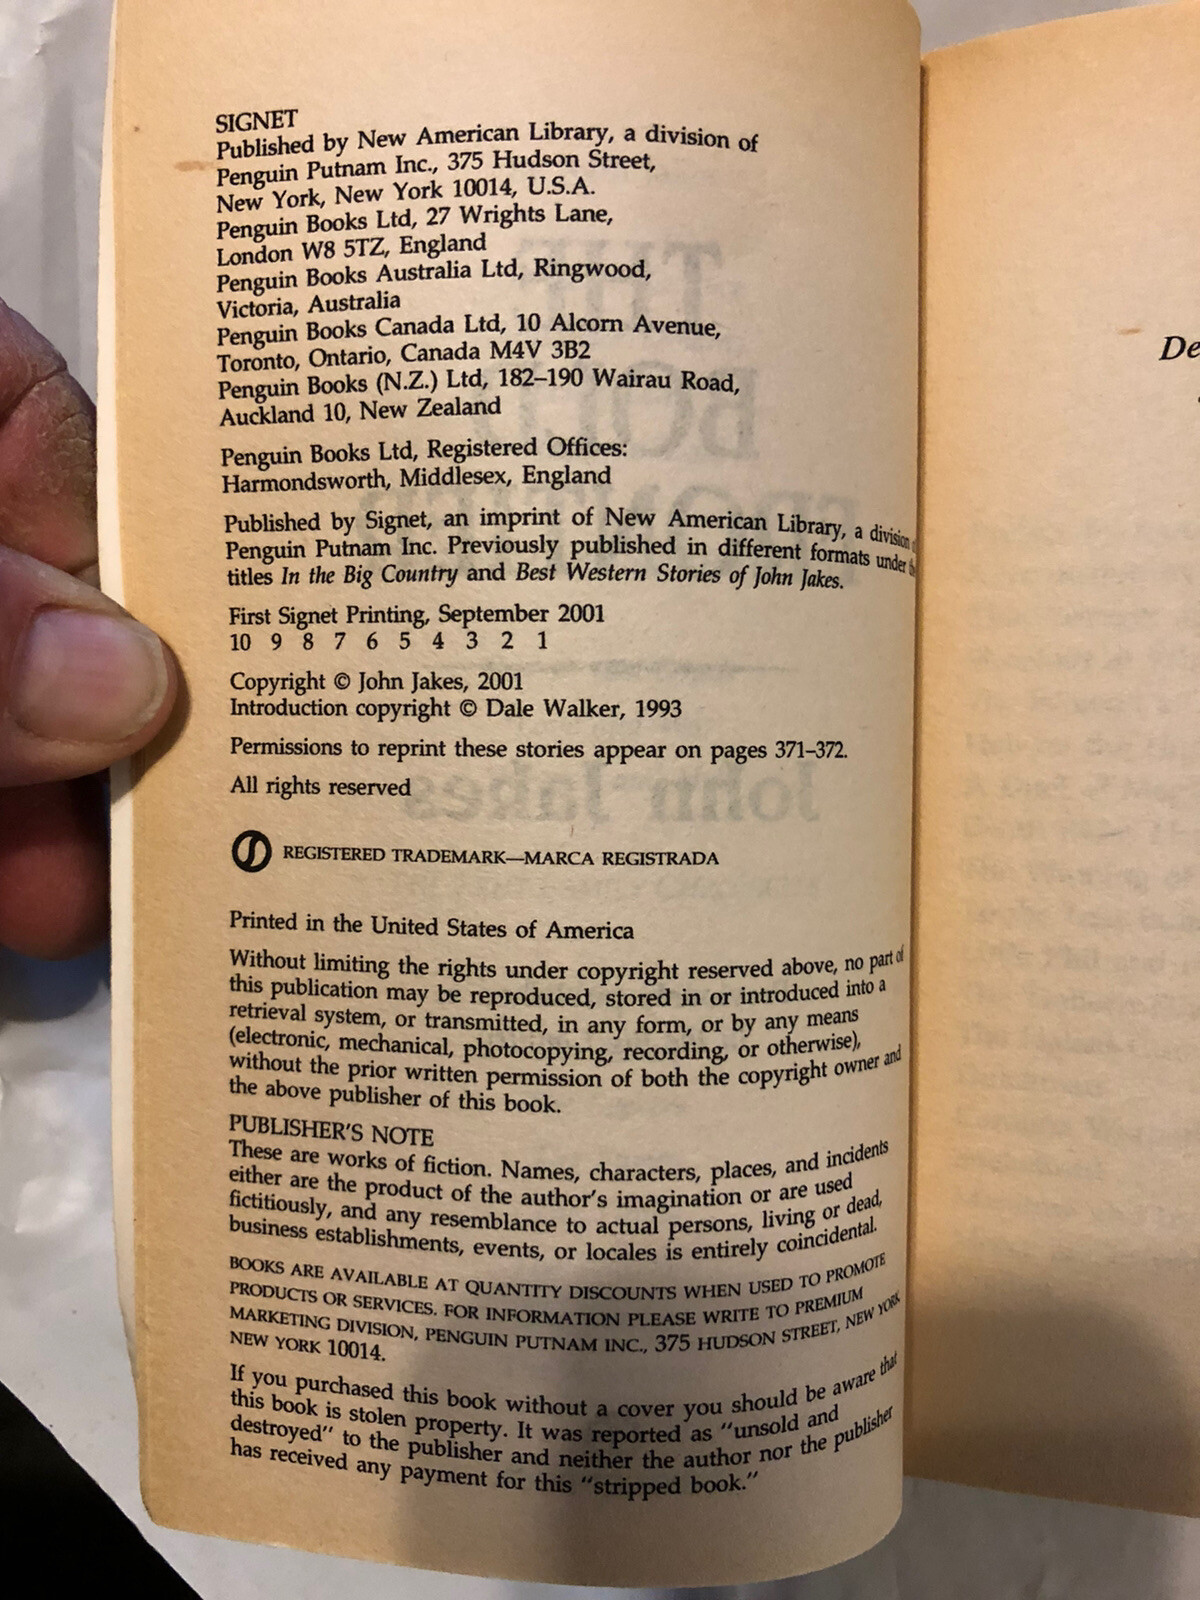 SIGNET
Published by New American Library, a division of
Penguin Putnam Inc., 375 Hudson Street,
New York, New York 10014, U.S.A.
Penguin Books Ltd, 27 Wrights Lane,
London W8 5TZ, England
Penguin Books Australia Ltd, Ringwood,
Victoria, Australia
Penguin Books Canada Ltd, 10 Alcorn Avenue,
Toronto, Ontario, Canada M4V 3B2
Penguin Books (N.Z.) Ltd, 182–190 Wairau Road,
Auckland 10, New Zealand
Penguin Books Ltd, Registered Offices:
Harmondsworth, Middlesex, England
Published by Signet, an imprint of New American Library, a division
Penguin Putnam Inc. Previously published in different formats under
titles In the Big Country and Best Western Stories of John Jakes.
First Signet Printing, September 2001
10 9 8 7 6 5 4 3 2 1
Copyright © John Jakes, 2001
Introduction copyright © Dale Walker, 1993
Permissions to reprint these stories appear on pages 371–372.
All rights reserved
REGISTERED TRADEMARK—MARCA REGISTRADA
Printed in the United States of America
Without limiting the rights under copyright reserved above, no part of
this publication may be reproduced, stored in or introduced into a
retrieval system, or transmitted, in any form, or by any means
(electronic, mechanical, photocopying, recording, or otherwise),
without the prior written permission of both the copyright owner and
the above publisher of this book.
PUBLISHER'S NOTE
These are works of fiction. Names, characters, places, and incidents
either are the product of the author's imagination or are used
fictitiously, and any resemblance to actual persons, living or dead,
business establishments, events, or locales is entirely coincidental.
BOOKS ARE AVAILABLE AT QUANTITY DISCOUNTS WHEN USED TO PROMOTE
PRODUCTS OR SERVICES. FOR INFORMATION PLEASE WRITE TO PREMIUM
MARKETING DIVISION, PENGUIN PUTNAM INC., 375 HUDSON STREET, NEW YORK
NEW YORK 10014.
If you purchased this book without a cover you should be aware that
this book is stolen property. It was reported as "unsold and
destroyed" to the publisher and neither the author nor the publisher
has received any payment for this "stripped book."
De